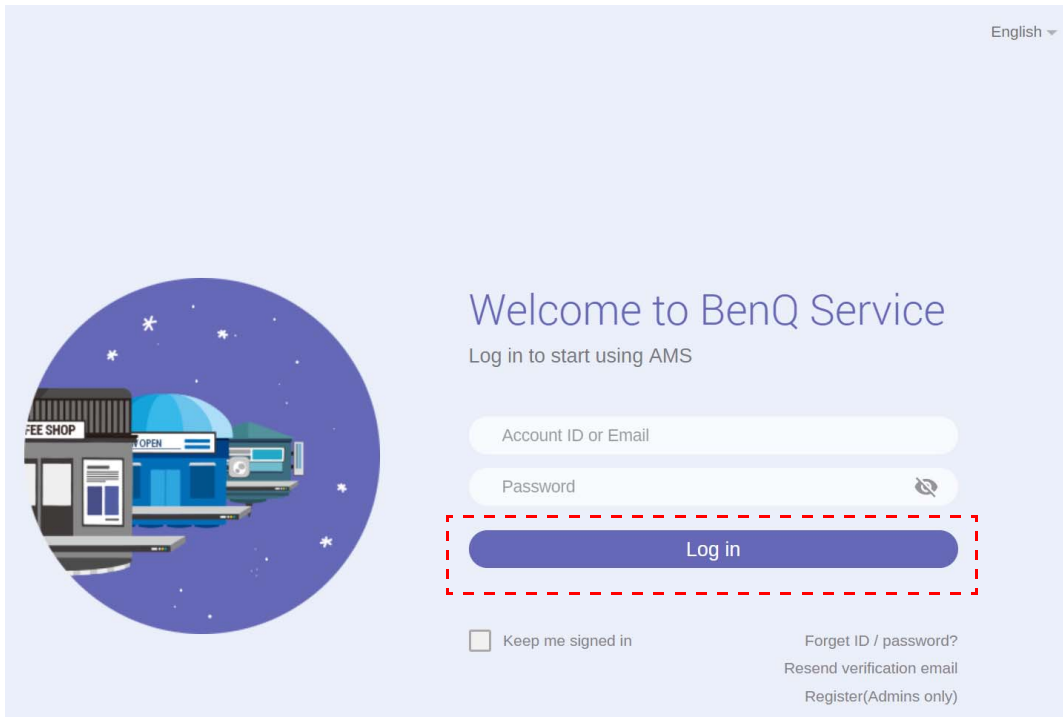 English
Welcome to BenQ Service
Log in to start using AMS
FEE SHOP
OPEN
Account ID or Email
Password
Log in
Keep me signed in
Forget ID / password?
Resend verification email
Register(Admins only)